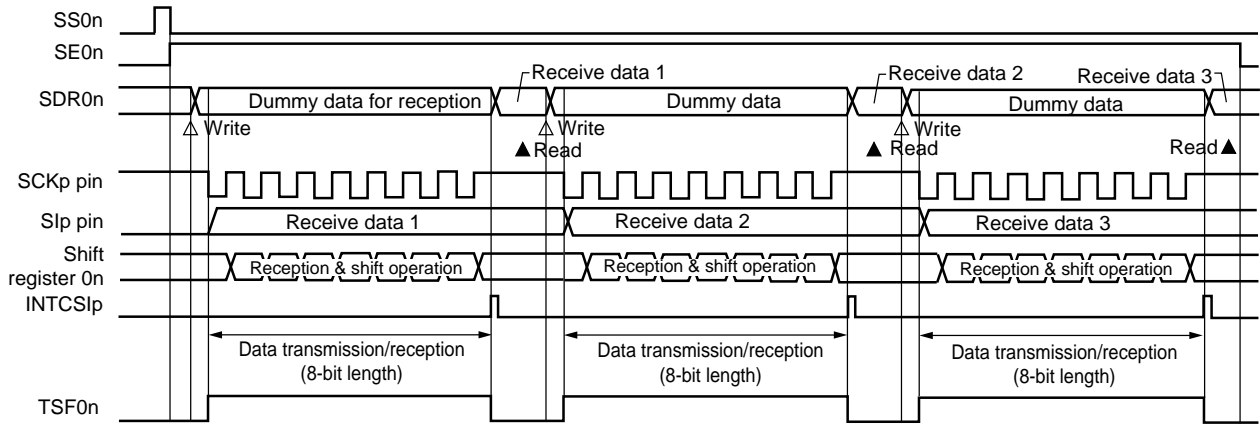 SS0n
SE0n
Receive data 1
Receive data 2
Receive data 3
SDR0n
Dummy data for reception
Dummy data
Dummy data
Write
Write
Write
Read
Read
Read
SCKp pin
SIp pin
Receive data 1
Receive data 2
Receive data 3
Shift
register 0n
Reception & shift operation
Reception & shift operation
Reception & shift operation
INTCSIp
Data transmission/reception
(8-bit length)
Data transmission/reception
(8-bit length)
Data transmission/reception
(8-bit length)
TSF0n